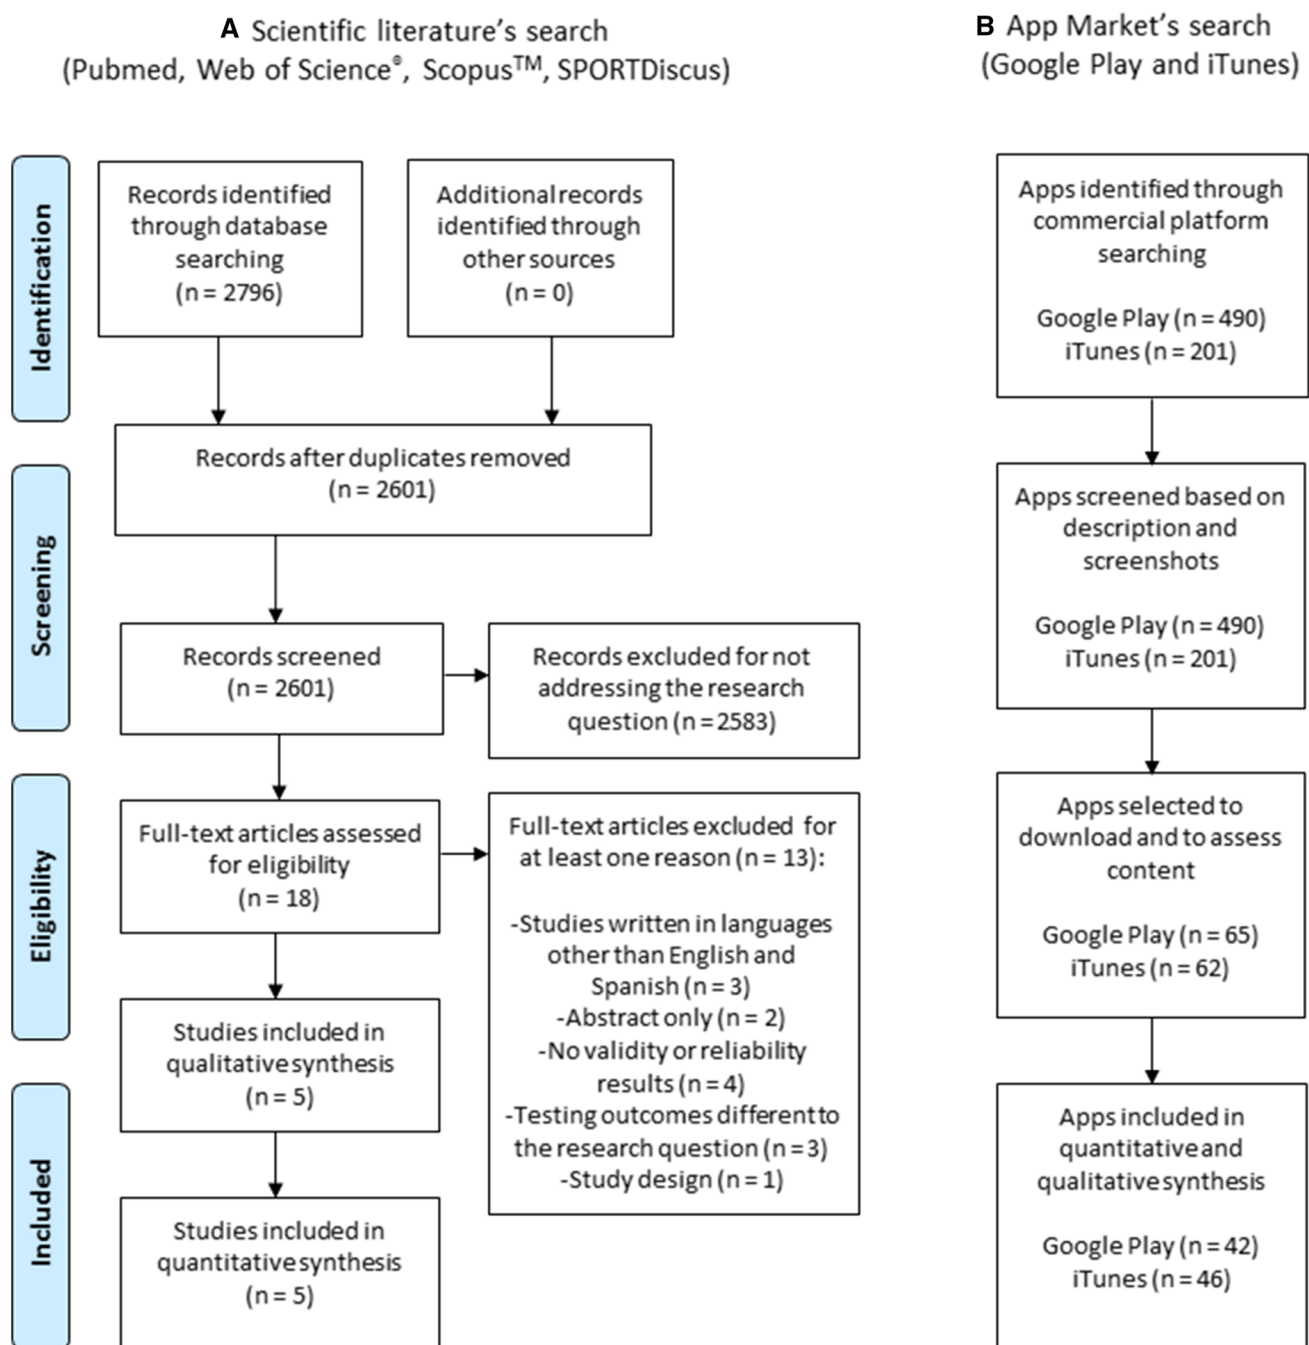 A Scientific literature's search
(Pubmed, Web of Science®, Scopus™, SPORTDiscus)
Identification
Records identified
through database
searching
(n = 2796)
Additional records
identified through
other sources
(n = 0)
Records after duplicates removed
(n = 2601)
Screening
Records screened
(n = 2601)
Records excluded for not
addressing the research
question (n = 2583)
Eligibility
Full-text articles assessed
for eligibility
(n = 18)
Full-text articles excluded for
at least one reason (n = 13):
-Studies written in languages
other than English and
Spanish (n = 3)
-Abstract only (n = 2)
-No validity or reliability
results (n = 4)
-Testing outcomes different to
the research question (n = 3)
-Study design (n = 1)
Studies included in
qualitative synthesis
(n = 5)
Included
Studies included in
quantitative synthesis
(n = 5)
B App Market's search
(Google Play and iTunes)
Apps identified through
commercial platform
searching
Google Play (n = 490)
iTunes (n = 201)
Apps screened based on
description and
screenshots
Google Play (n = 490)
iTunes (n = 201)
Apps selected to
download and to assess
content
Google Play (n = 65)
iTunes (n = 62)
Apps included in
quantitative and
qualitative synthesis
Google Play (n = 42)
iTunes (n = 46)